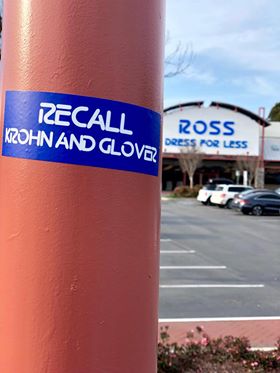 RECALL
KROHN AND GLOVER
ROSS
DRESS FOR LESS